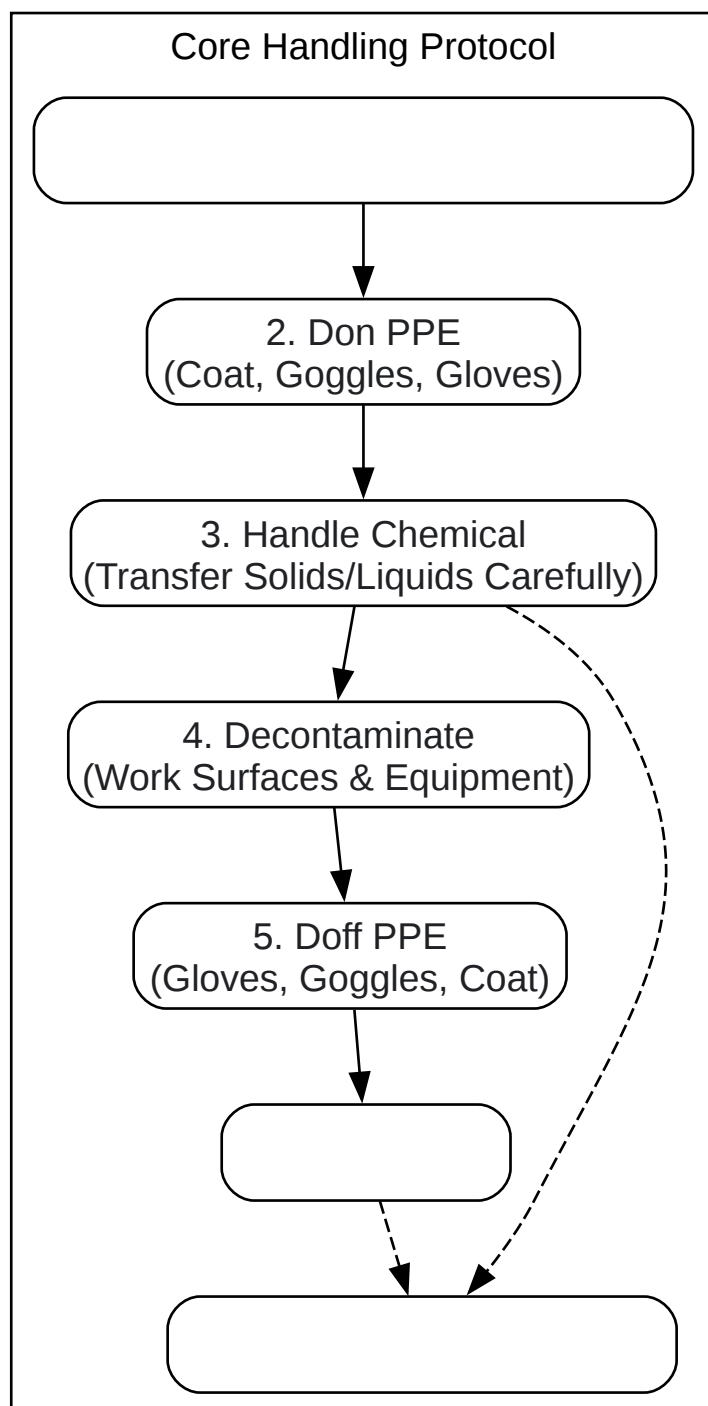 Core Handling Protocol
2. Don PPE
(Coat, Goggles, Gloves)
3. Handle Chemical
(Transfer Solids/Liquids Carefully)
4. Decontaminate
(Work Surfaces & Equipment)
5. Doff PPE
(Gloves, Goggles, Coat)